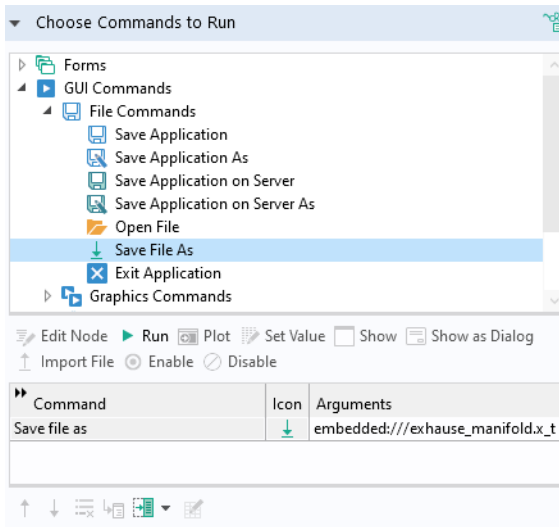 Choose Commands to Run
Forms
GUI Commands
File Commands
Save Application
Save Application As
Save Application on Server
Save Application on Server As
Open File
Save File As
Exit Application
Graphics Commands
Edit Node Run Plot Set Value Show Show as Dialog
Import File Enable Disable
Command Icon Arguments
Save file as embedded:///exhause_manifold.x_t